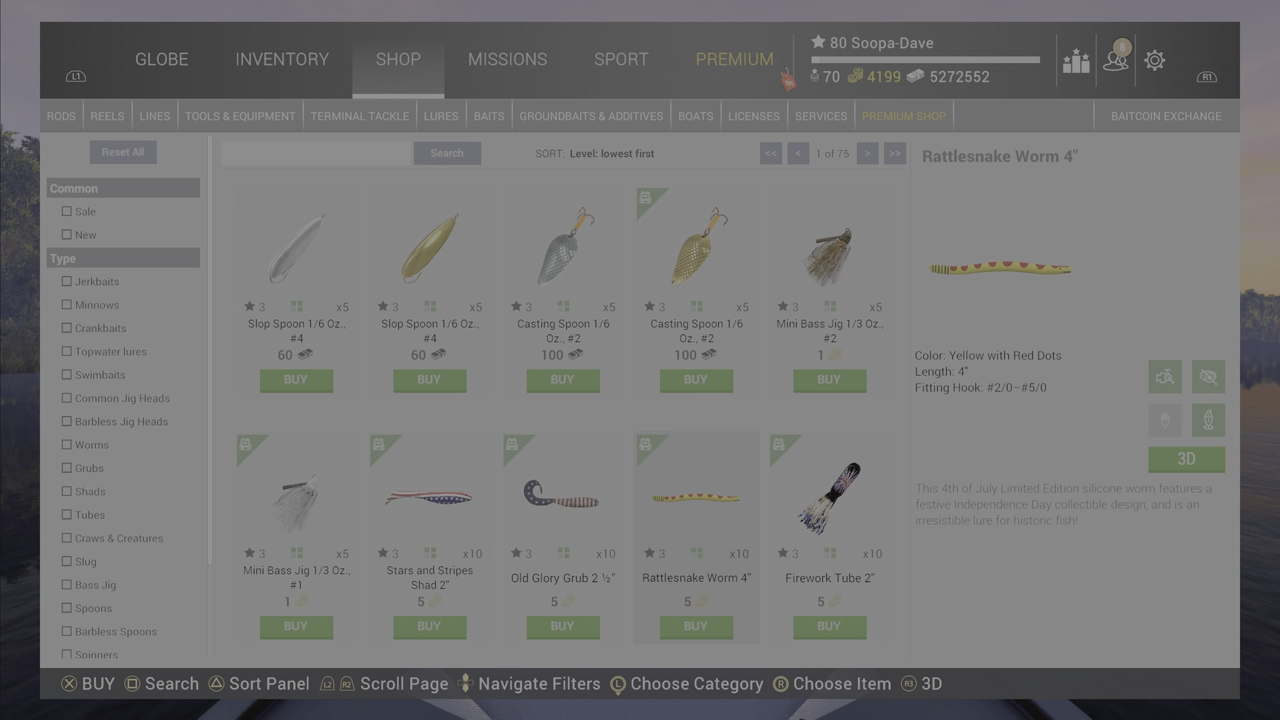 GLOBE INVENTORY SHOP MISSIONS SPORT PREMIUM
80 Soopa-Dave
70 4199 5272552
8
L1
R1
RODS REELS LINES TOOLS & EQUIPMENT TERMINAL TACKLE LURES BAITS GROUNDBAITS & ADDITIVES BOATS LICENSES SERVICES PREMIUM SHOP BAITCOIN EXCHANGE
Reset All
Common
Sale
New
Type
Jerkbaits
Minnows
Crankbaits
Topwater lures
Swimbaits
Common Jig Heads
Barbless Jig Heads
Worms
Grubs
Shads
Tubes
Craws & Creatures
Slug
Bass Jig
Spoons
Barbless Spoons
Spinners
Search SORT: Level: lowest first << < 1 of 75 > >>
3 x5 3 x5 3 x5 3 x5 3 x5
Slop Spoon 1/6 Oz., Slop Spoon 1/6 Oz., Casting Spoon 1/6 Casting Spoon 1/6 Mini Bass Jig 1/3 Oz.,
#4 #4 Oz., #2 Oz., #2 #2
60 60 100 100 1
BUY BUY BUY BUY BUY
3 x5 3 x10 3 x10 3 x10 3 x10
Mini Bass Jig 1/3 Oz., Stars and Stripes Old Glory Grub 2 ½" Rattlesnake Worm 4" Firework Tube 2"
#1 Shad 2"
1 5 5 5 5
BUY BUY BUY BUY BUY
Rattlesnake Worm 4"
Color: Yellow with Red Dots
Length: 4"
Fitting Hook: #2/0–#5/0
3D
This 4th of July Limited Edition silicone worm features a
festive Independence Day collectible design, and is an
irresistible lure for historic fish!
BUY Search Sort Panel L2 R2 Scroll Page Navigate Filters L Choose Category R Choose Item R3 3D